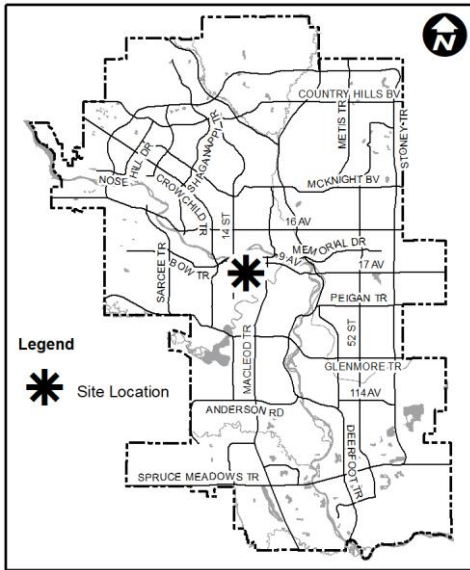 N
COUNTRY HILLS BV
METIS TR
STONEY TR
SHAGANAPPI TR
NOSE HILL DR
CROWCHILD TR
MCKNIGHT BV
14 ST
16 AV
MEMORIAL DR
9 AV
17 AV
BOW TR
SARCEE TR
PEIGAN TR
MACLEOD TR
52 ST
Legend
Site Location
GLENMORE TR
114 AV
ANDERSON RD
DEERFOOT TR
SPRUCE MEADOWS TR